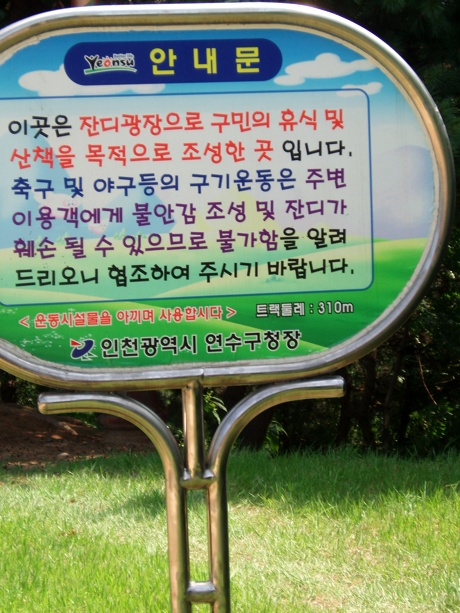 Yeonsu 안내문
이곳은 잔디광장으로 구민의 휴식 및
산책을 목적으로 조성한 곳 입니다.
축구 및 야구등의 구기운동은 주변
이용객에게 불안감 조성 및 잔디가
훼손 될 수 있으므로 불가함을 알려
드리오니 협조하여 주시기 바랍니다.
< 운동시설물을 아끼며 사용합시다 > 트랙둘레 : 310m
인천광역시 연수구청장